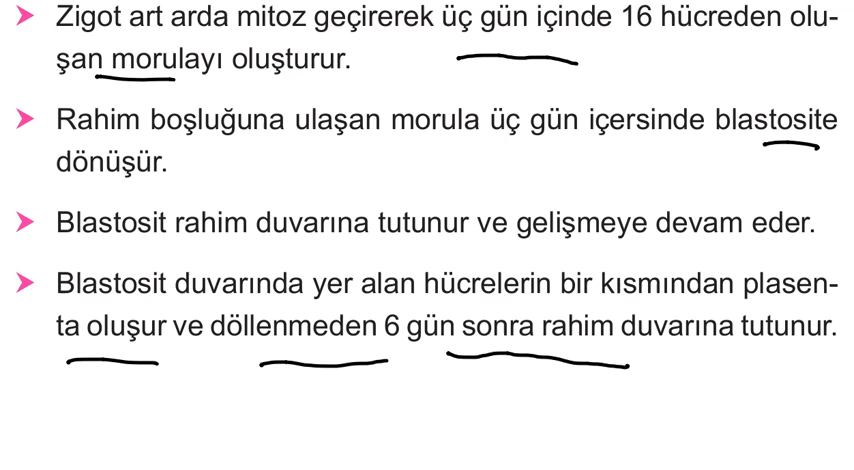 Zigot art arda mitoz geçirerek üç gün içinde 16 hücreden olu-
şan morulayı oluşturur.
Rahim boşluğuna ulaşan morula üç gün içersinde blastosite
dönüşür.
Blastosit rahim duvarına tutunur ve gelişmeye devam eder.
Blastosit duvarında yer alan hücrelerin bir kısmından plasen-
ta oluşur ve döllenmeden 6 gün sonra rahim duvarına tutunur.